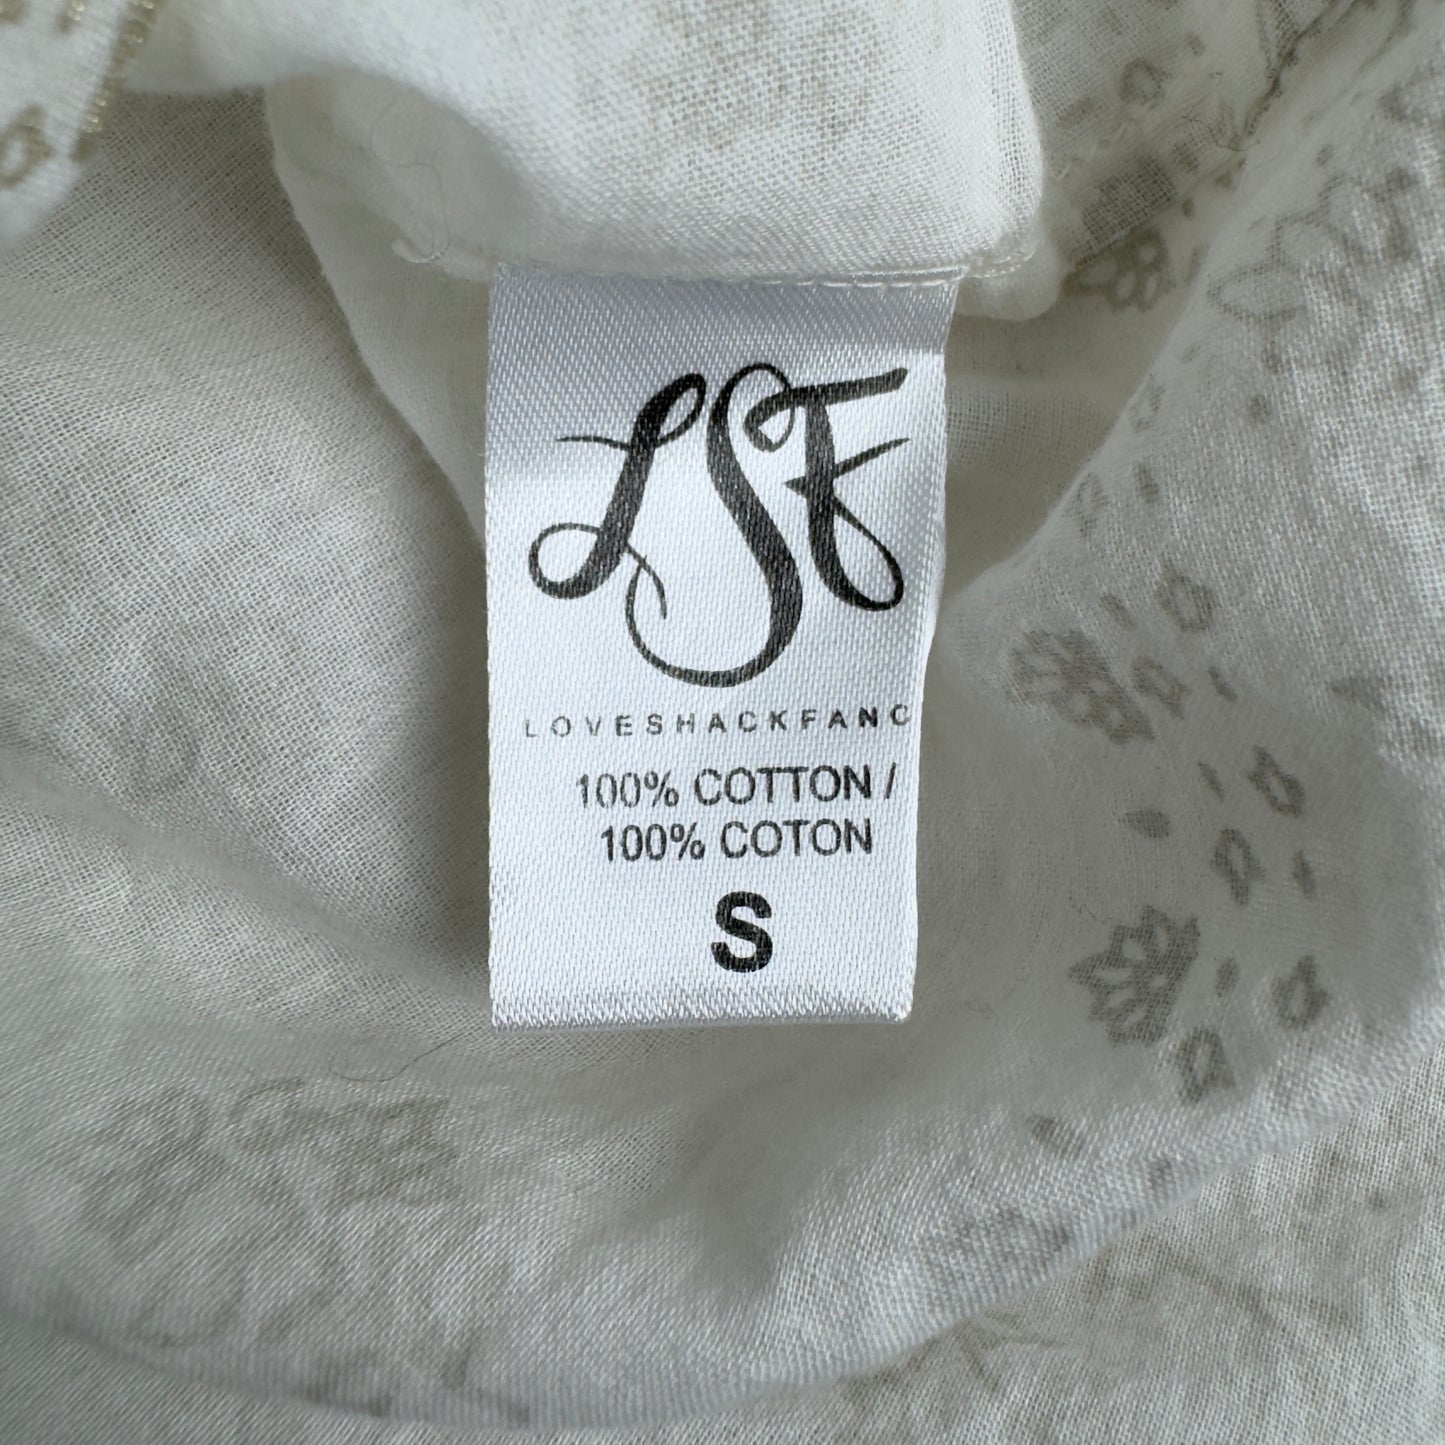 LSF
LOVESHACKFANC
100% COTTON /
100% COTON
S